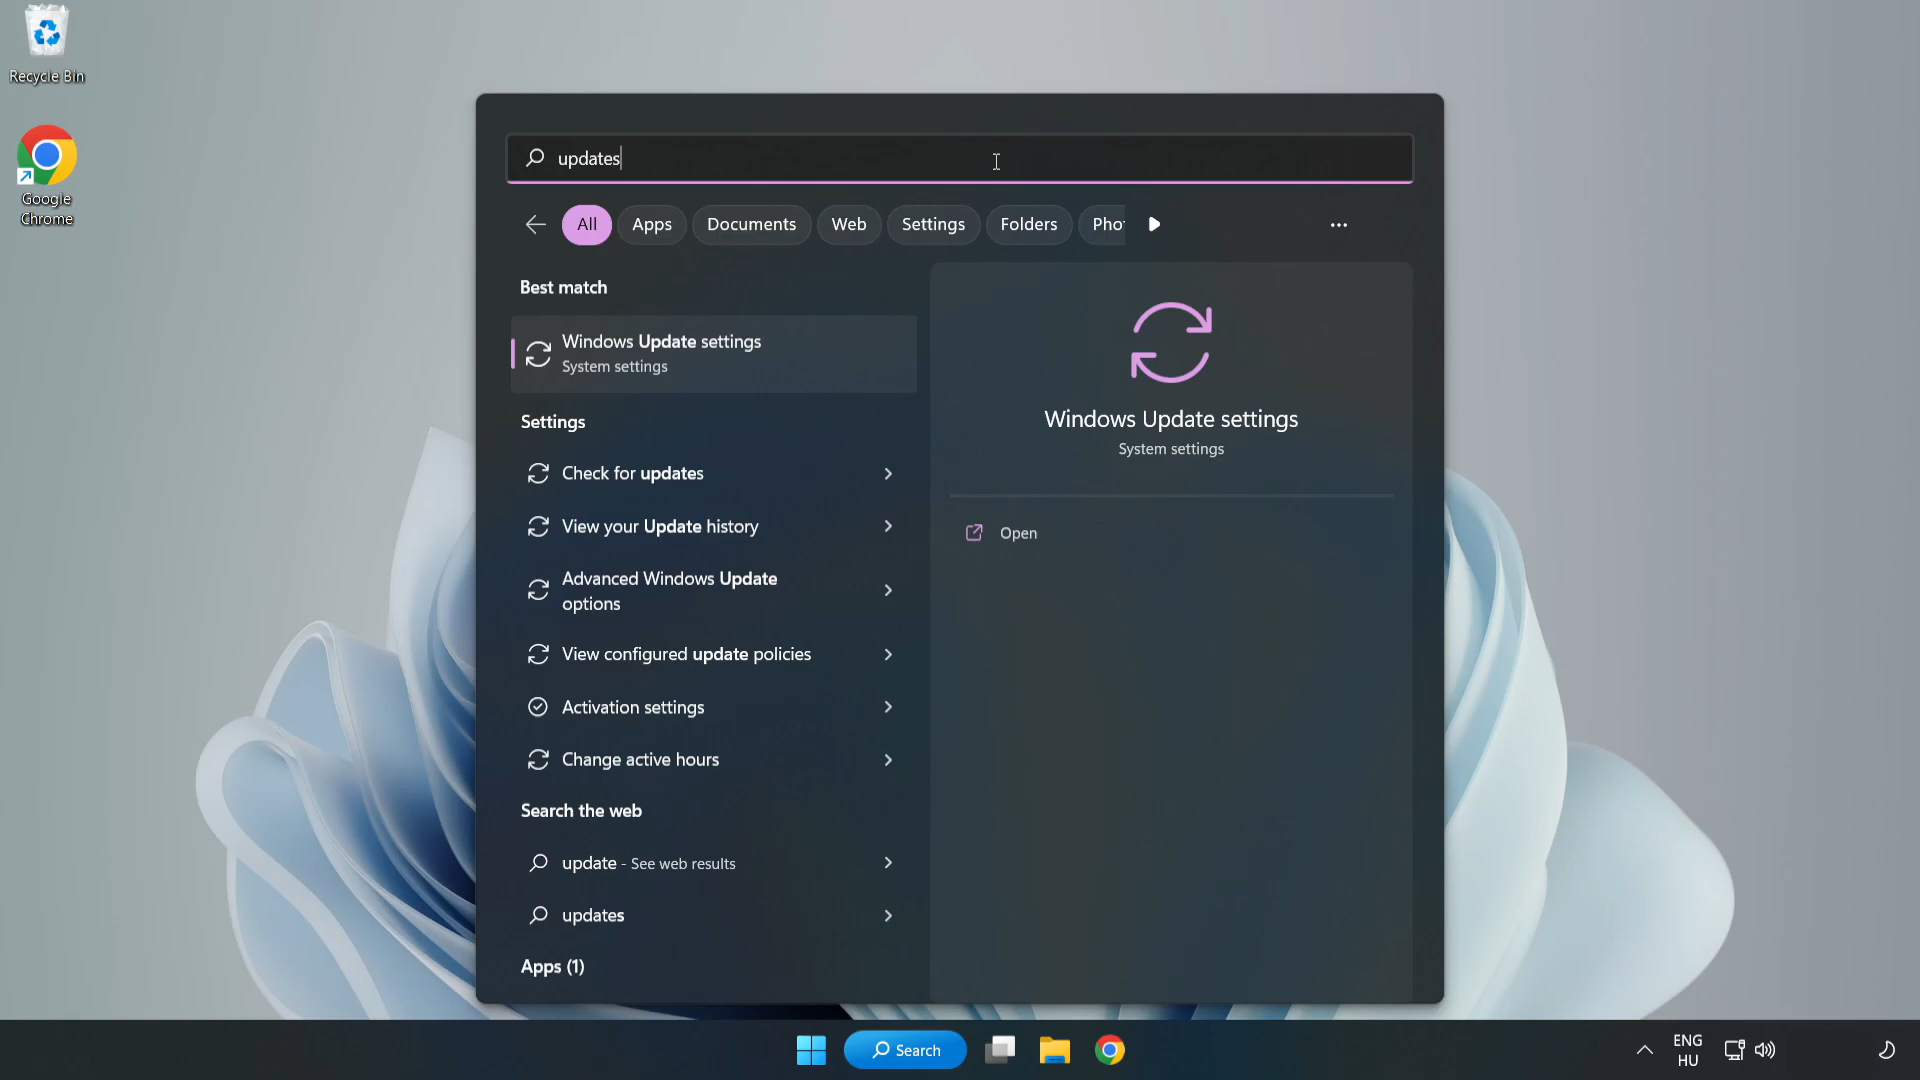 Recycle Bin
Google
Chrome
updates
All
Apps
Documents
Web
Settings
Folders
Pho
Best match
Windows Update settings
System settings
Settings
Check for updates
View your Update history
Advanced Windows Update
options
View configured update policies
Activation settings
Change active hours
Search the web
update - See web results
updates
Apps (1)
Windows Update settings
System settings
Open
Search
ENG
HU